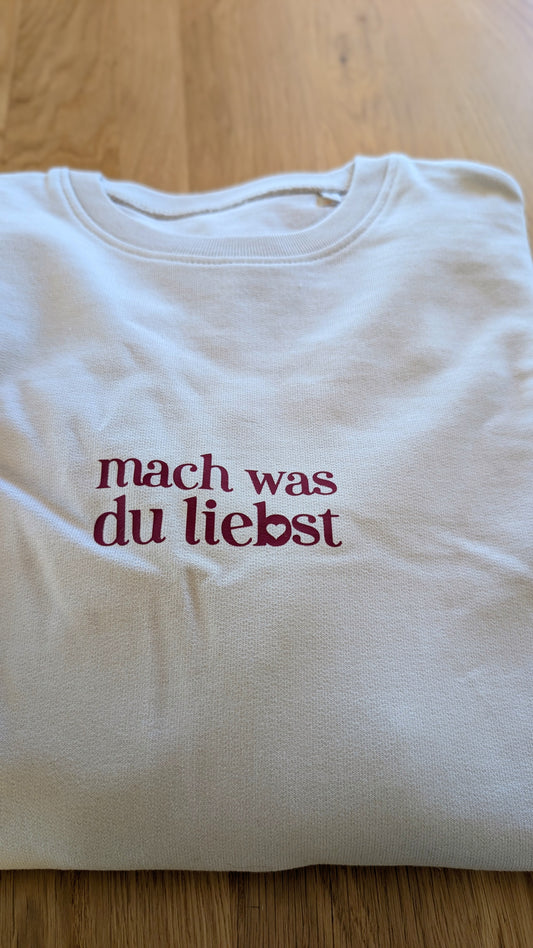 mach was
du liebst